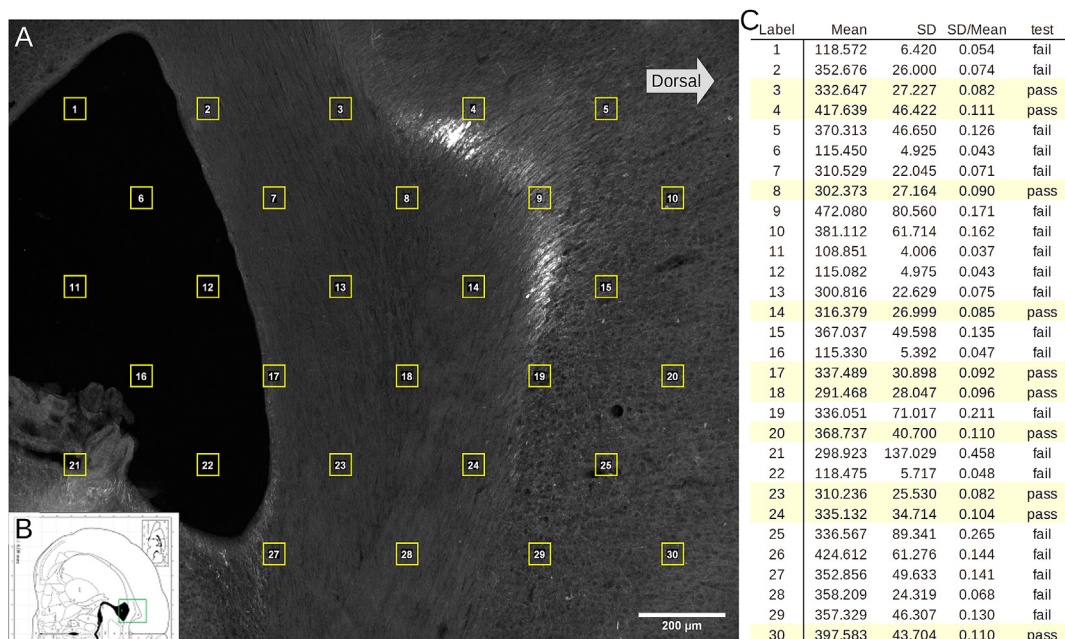 A
Dorsal
1
2
3
4
5
6
7
8
9
10
11
12
13
14
15
16
17
18
19
20
21
22
23
24
25
27
28
29
30
200 µm
B
C
Label Mean SD SD/Mean test
1 118.572 6.420 0.054 fail
2 352.676 26.000 0.074 fail
3 332.647 27.227 0.082 pass
4 417.639 46.422 0.111 pass
5 370.313 46.650 0.126 fail
6 115.450 4.925 0.043 fail
7 310.529 22.045 0.071 fail
8 302.373 27.164 0.090 pass
9 472.080 80.560 0.171 fail
10 381.112 61.714 0.162 fail
11 108.851 4.006 0.037 fail
12 115.082 4.975 0.043 fail
13 300.816 22.629 0.075 fail
14 316.379 26.999 0.085 pass
15 367.037 49.598 0.135 fail
16 115.330 5.392 0.047 fail
17 337.489 30.898 0.092 pass
18 291.468 28.047 0.096 pass
19 336.051 71.017 0.211 fail
20 368.737 40.700 0.110 pass
21 298.923 137.029 0.458 fail
22 118.475 5.717 0.048 fail
23 310.236 25.530 0.082 pass
24 335.132 34.714 0.104 pass
25 336.567 89.341 0.265 fail
26 424.612 61.276 0.144 fail
27 352.856 49.633 0.141 fail
28 358.209 24.319 0.068 fail
29 357.329 46.307 0.130 fail
30 397.583 43.704 0.110 pass